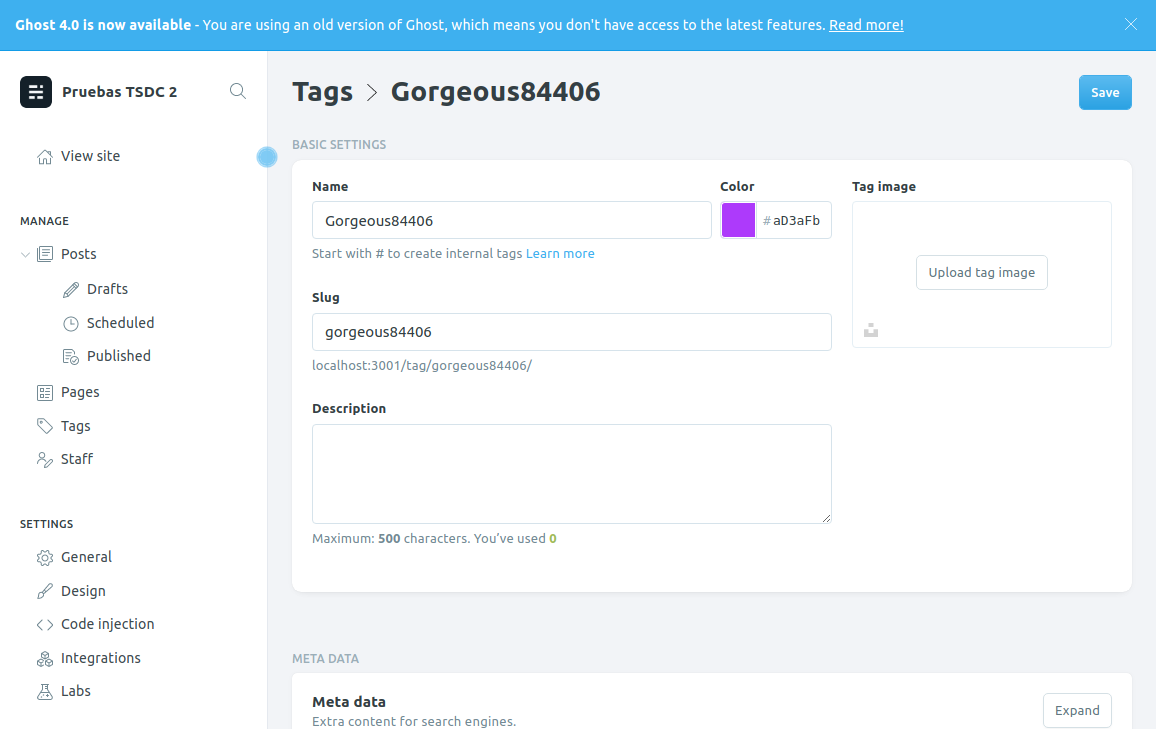 Ghost 4.0 is now available - You are using an old version of Ghost, which means you don't have access to the latest features. Read more!
Pruebas TSDC 2
View site
MANAGE
Posts
Drafts
Scheduled
Published
Pages
Tags
Staff
SETTINGS
General
Design
Code injection
Integrations
Labs
Tags > Gorgeous84406
Save
BASIC SETTINGS
Name
Gorgeous84406
Start with # to create internal tags Learn more
Color
# aD3aFb
Tag image
Upload tag image
Slug
gorgeous84406
localhost:3001/tag/gorgeous84406/
Description
Maximum: 500 characters. You've used 0
META DATA
Meta data
Extra content for search engines.
Expand